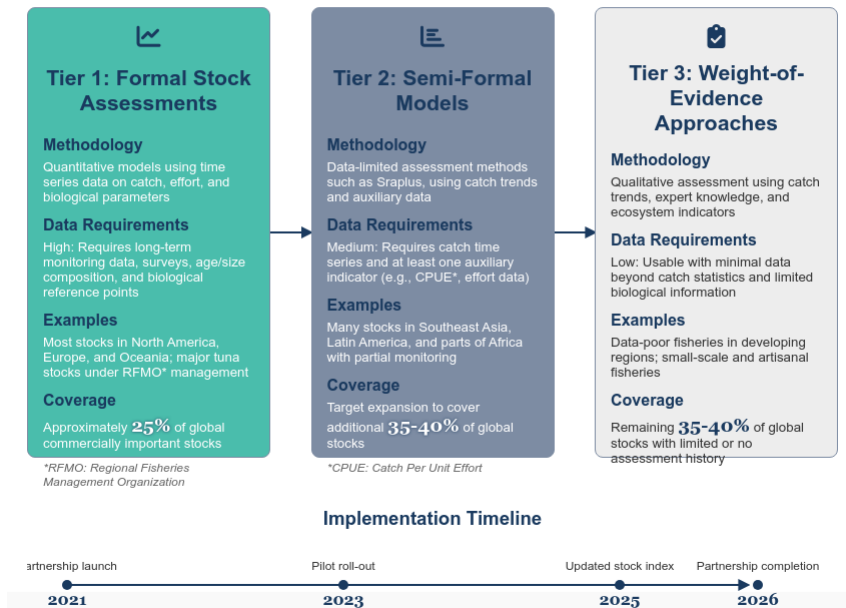 Tier 1: Formal Stock
Assessments
Methodology
Quantitative models using time
series data on catch, effort, and
biological parameters
Data Requirements
High: Requires long-term
monitoring data, surveys, age/size
composition, and biological
reference points
Examples
Most stocks in North America,
Europe, and Oceania; major tuna
stocks under RFMO* management
Coverage
Approximately 25% of global
commercially important stocks
*RFMO: Regional Fisheries
Management Organization
Tier 2: Semi-Formal
Models
Methodology
Data-limited assessment methods
such as Sraplus, using catch trends
and auxiliary data
Data Requirements
Medium: Requires catch time
series and at least one auxiliary
indicator (e.g., CPUE*, effort data)
Examples
Many stocks in Southeast Asia,
Latin America, and parts of Africa
with partial monitoring
Coverage
Target expansion to cover
additional 35-40% of global
stocks
*CPUE: Catch Per Unit Effort
Tier 3: Weight-of-
Evidence
Approaches
Methodology
Qualitative assessment using catch
trends, expert knowledge, and
ecosystem indicators
Data Requirements
Low: Usable with minimal data
beyond catch statistics and limited
biological information
Examples
Data-poor fisheries in developing
regions; small-scale and artisanal
fisheries
Coverage
Remaining 35-40% of global
stocks with limited or no
assessment history
Implementation Timeline
artnership launch
Pilot roll-out
Updated stock index
Partnership completion
2021
2023
2025
2026